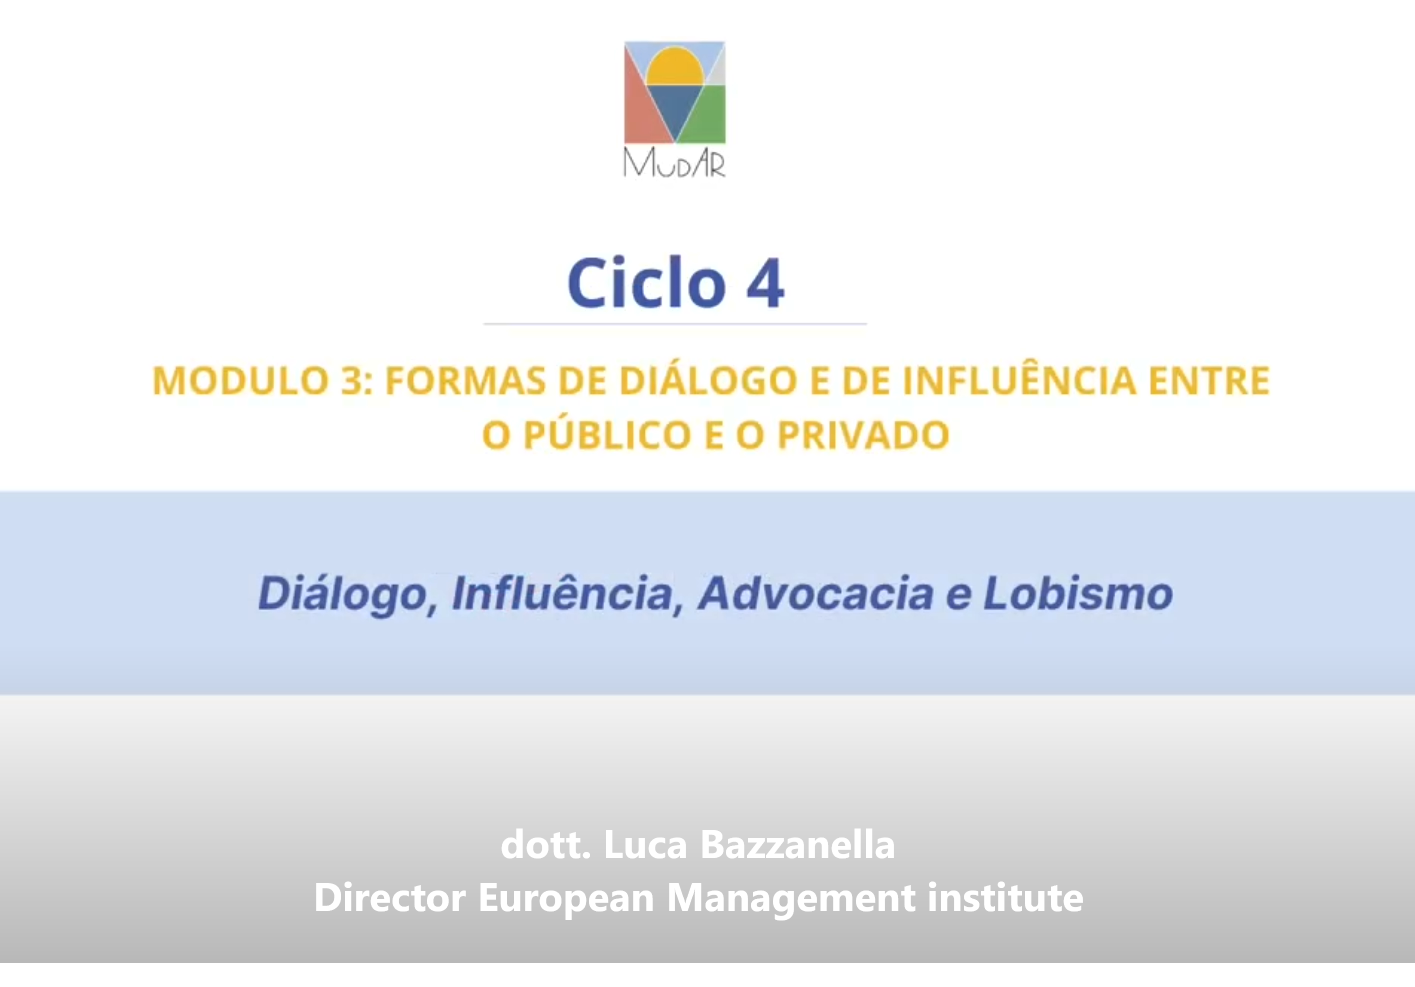 MUDAR
Ciclo 4
MODULO 3: FORMAS DE DIÁLOGO E DE INFLUÊNCIA ENTRE
O PÚBLICO E O PRIVADO
Diálogo, Influência, Advocacia e Lobismo
dott. Luca Bazzanella
Director European Management institute